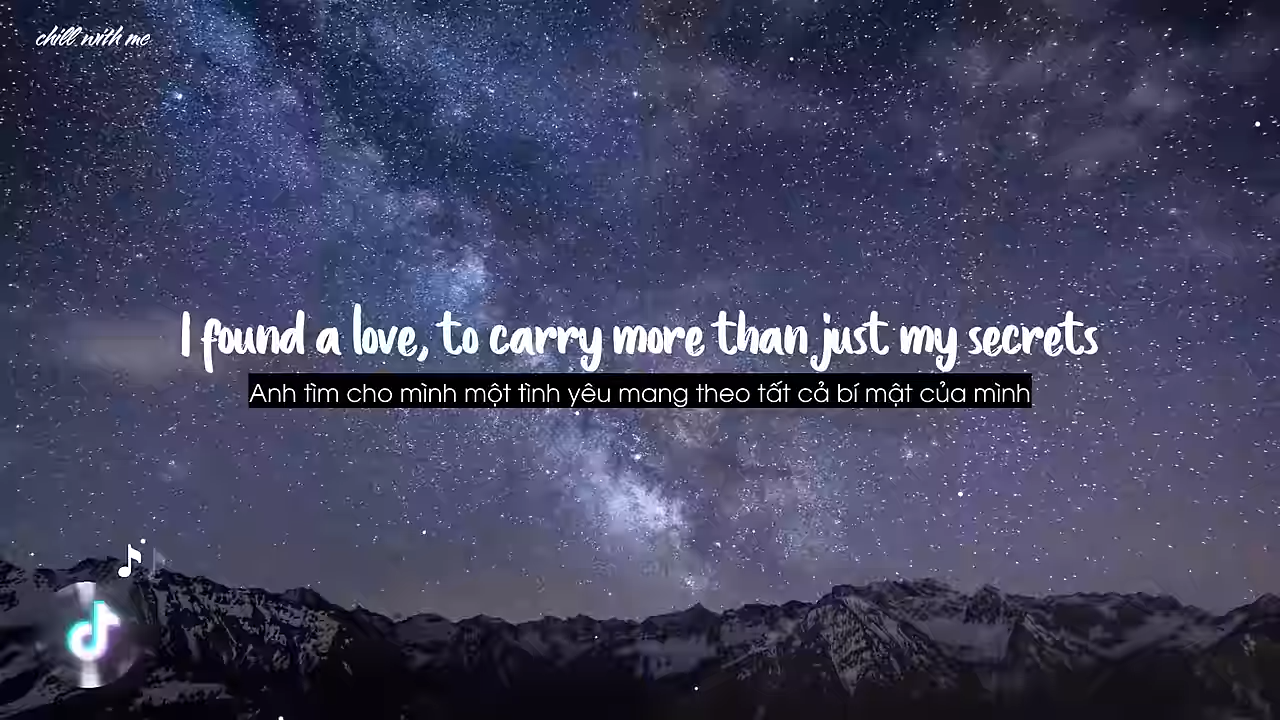 chill with me
I found a love, to carry more than just my secrets
Anh tìm cho mình một tình yêu mang theo tất cả bí mật của mình